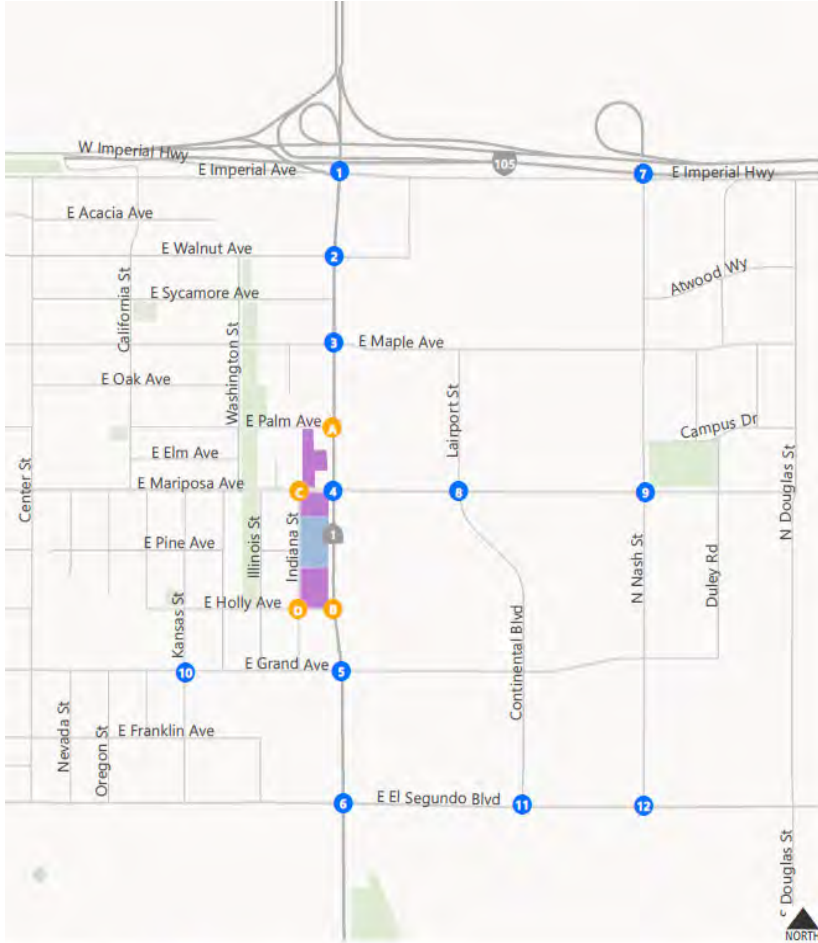 W Imperial Hwy
105
E Imperial Ave
1
7
E Imperial Hwy
E Acacia Ave
E Walnut Ave
2
Atwood Wy
E Sycamore Ave
California St
3
E Maple Ave
Washington St
E Oak Ave
Lairport St
E Palm Ave
A
Campus Dr
E Elm Ave
Center St
E Mariposa Ave
C
4
8
9
N Douglas St
1
E Pine Ave
Illinois St
Indiana St
N Nash St
Duley Rd
Kansas St
E Holly Ave
D
B
Continental Blvd
10
E Grand Ave
5
Nevada St
Oregon St
E Franklin Ave
6
E El Segundo Blvd
11
12
S Douglas St
NORTH